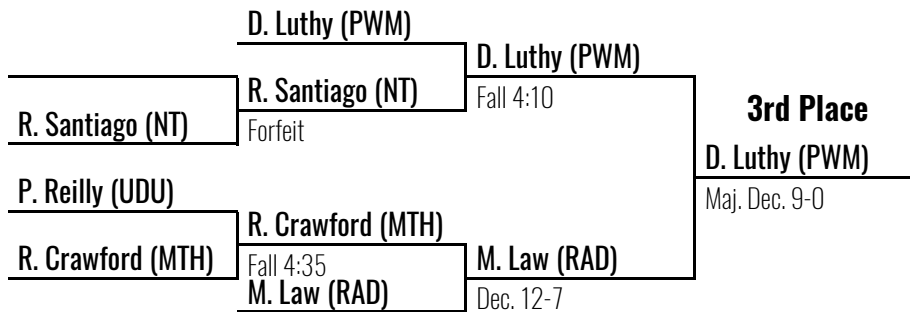 D. Luthy (PWM)
D. Luthy (PWM)
R. Santiago (NT)
Fall 4:10
3rd Place
R. Santiago (NT)
Forfeit
D. Luthy (PWM)
P. Reilly (UDU)
Maj. Dec. 9-0
R. Crawford (MTH)
R. Crawford (MTH)
Fall 4:35
M. Law (RAD)
M. Law (RAD)
Dec. 12-7